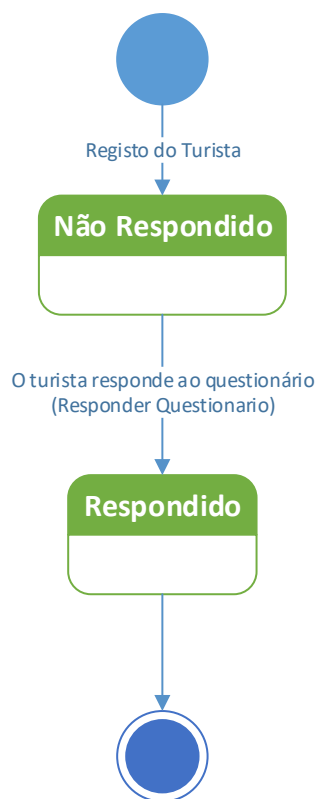 Registo do Turista
Não Respondido
O turista responde ao questionário
(Responder Questionario)
Respondido